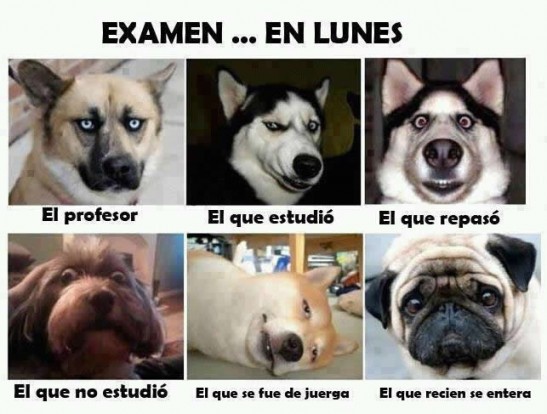 EXAMEN ... EN LUNES
El profesor
El que estudió
El que repasó
El que no estudió
El que se fue de juerga
El que recien se entera